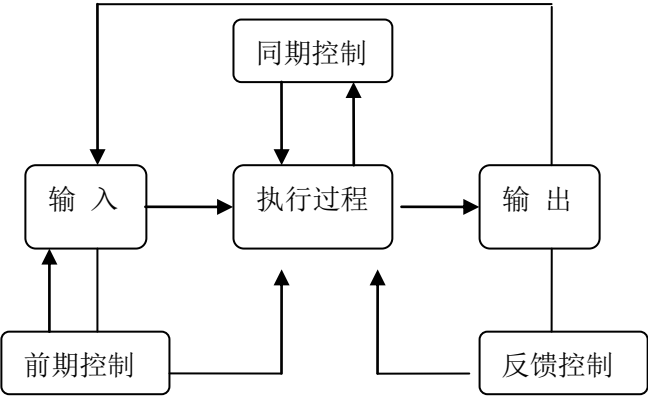 同期控制
输 入
执行过程
输 出
前期控制
反馈控制